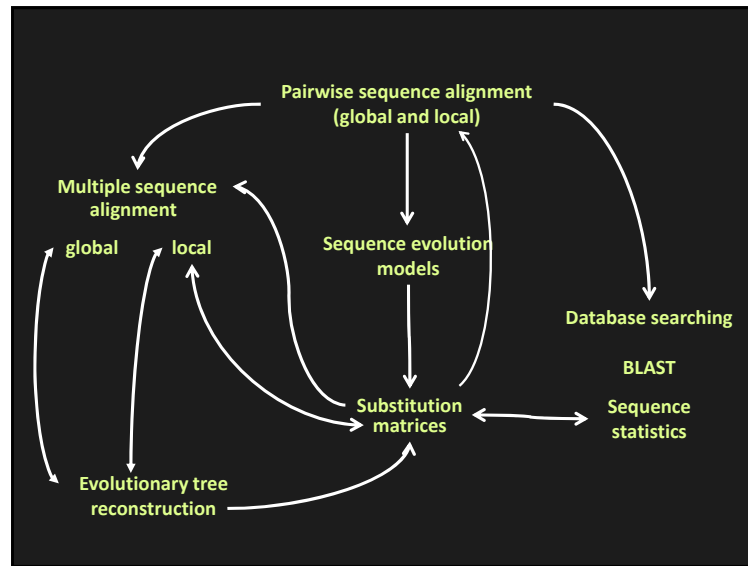 Pairwise sequence alignment
(global and local)
Multiple sequence
alignment
global local
Sequence evolution
models
Database searching
BLAST
Substitution
matrices
Sequence
statistics
Evolutionary tree
reconstruction